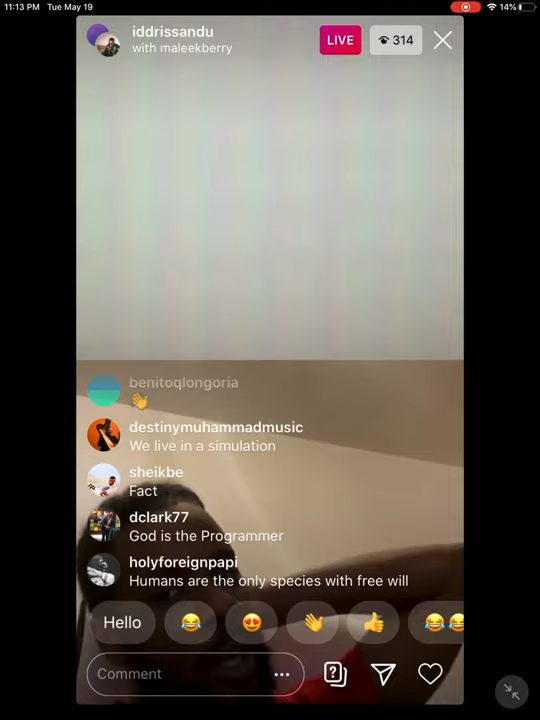 11:13 PM Tue May 19
14%
iddrissandu
with maleekberry
LIVE
314
benitoqlongoria
👋
destinymuhammadmusic
We live in a simulation
sheikbe
Fact
dclark77
God is the Programmer
holyforeignpapi
Humans are the only species with free will
Hello 😂 😍 👋 👍 😂😂
Comment